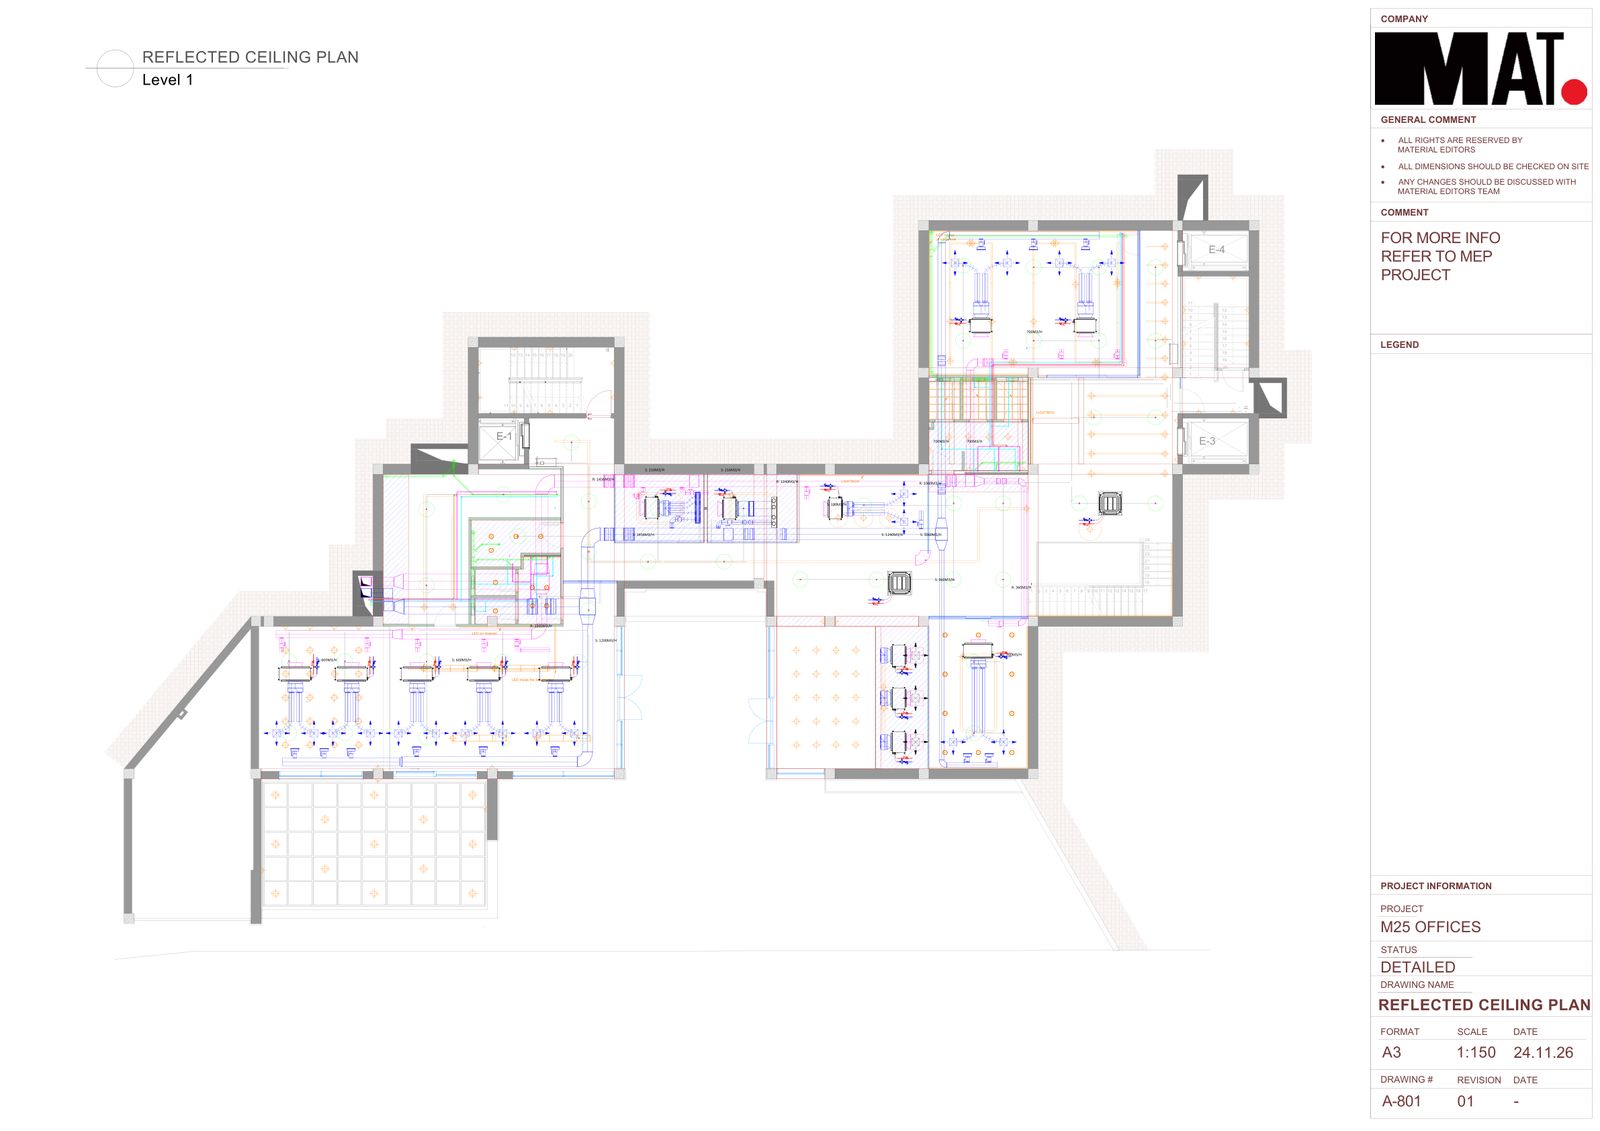 REFLECTED CEILING PLAN
Level 1
COMPANY
MAT.
GENERAL COMMENT
• ALL RIGHTS ARE RESERVED BY
MATERIAL EDITORS
• ALL DIMENSIONS SHOULD BE CHECKED ON SITE
• ANY CHANGES SHOULD BE DISCUSSED WITH
MATERIAL EDITORS TEAM
COMMENT
FOR MORE INFO
REFER TO MEP
PROJECT
LEGEND
E-4
E-1
E-3
PROJECT INFORMATION
PROJECT
M25 OFFICES
STATUS
DETAILED
DRAWING NAME
REFLECTED CEILING PLAN
FORMAT SCALE DATE
A3 1:150 24.11.26
DRAWING # REVISION DATE
A-801 01 -